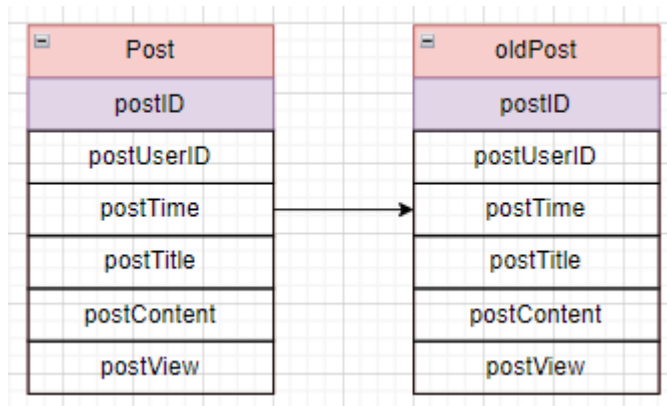 Post
postID
postUserID
postTime
postTitle
postContent
postView
oldPost
postID
postUserID
postTime
postTitle
postContent
postView